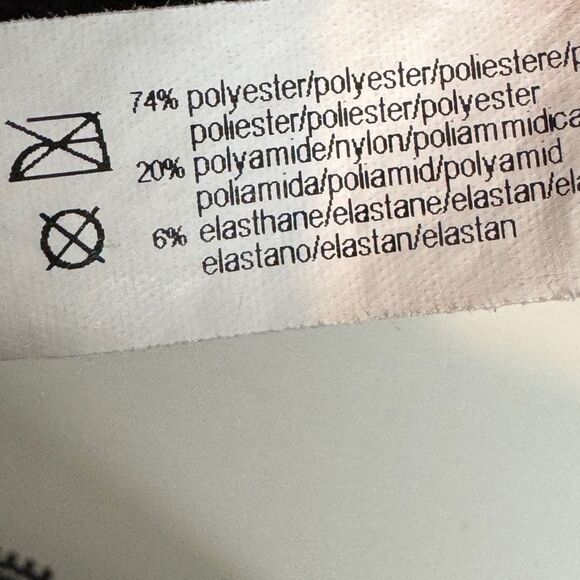 74% polyester/polyester/poliestere/
poliester/poliester/polyester
20% polyamide/nylon/poliammidica
poliamida/poliamid/polyamid
6% elasthane/elastane/elastan/ela
elastano/elastan/elastan